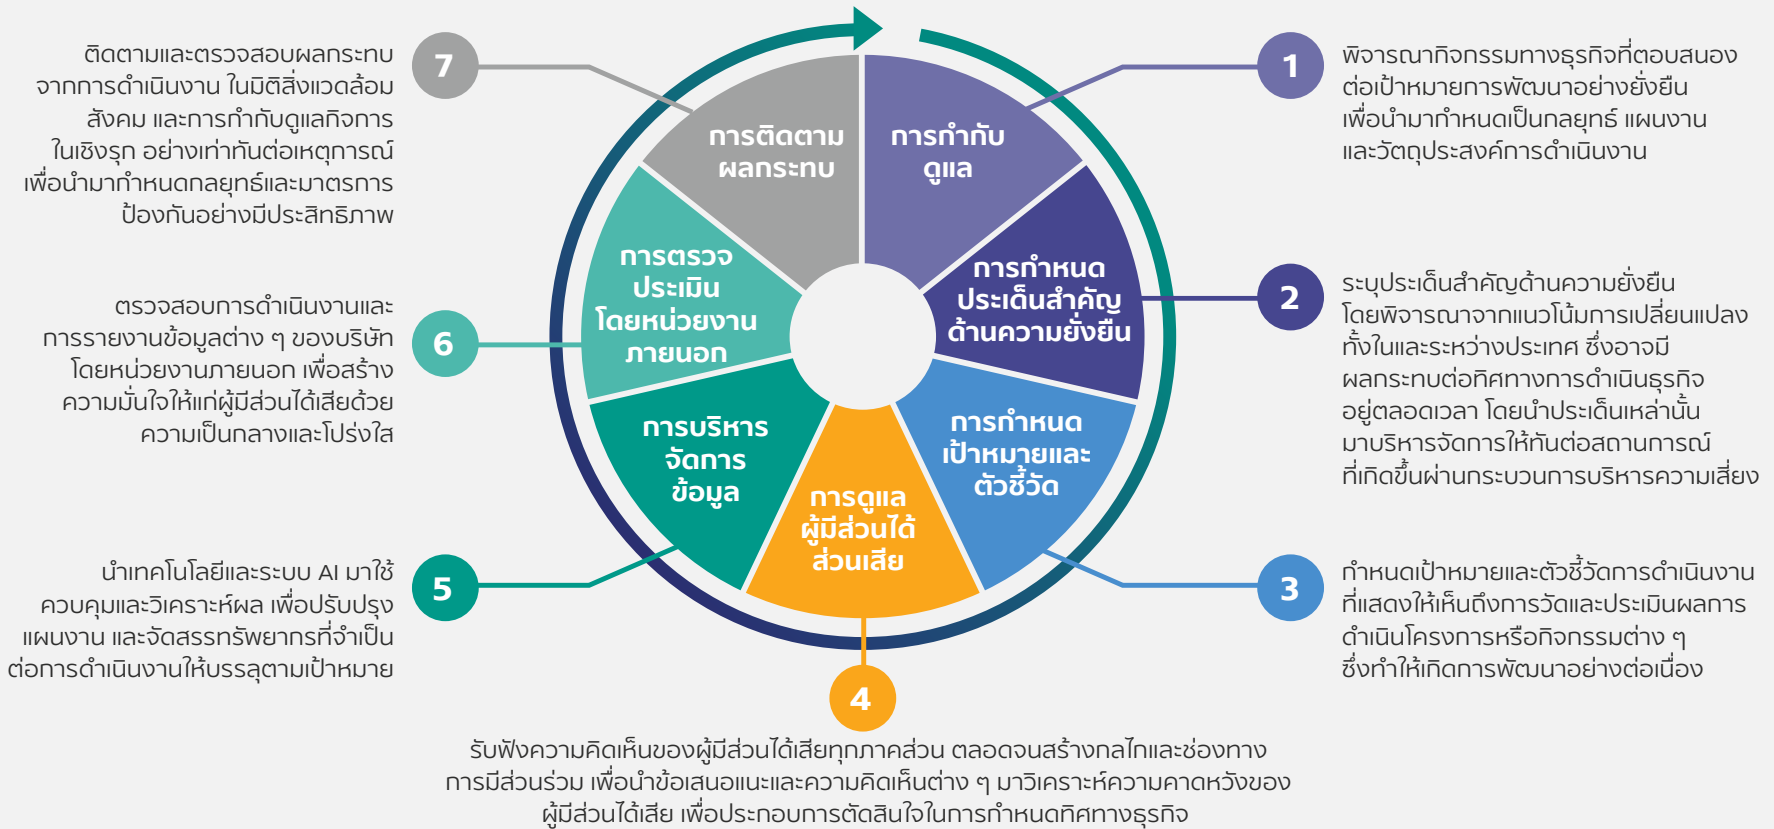 1
การกำกับ
ดูแล
พิจารณากิจกรรมทางธุรกิจที่ตอบสนอง
ต่อเป้าหมายการพัฒนาอย่างยั่งยืน
เพื่อนำมากำหนดเป็นกลยุทธ์ แผนงาน
และวัตถุประสงค์การดำเนินงาน
2
การกำหนด
ประเด็นสำคัญ
ด้านความยั่งยืน
ระบุประเด็นสำคัญด้านความยั่งยืน
โดยพิจารณาจากแนวโน้มการเปลี่ยนแปลง
ทั้งในและระหว่างประเทศ ซึ่งอาจมี
ผลกระทบต่อทิศทางการดำเนินธุรกิจ
อยู่ตลอดเวลา โดยนำประเด็นเหล่านั้น
มาบริหารจัดการให้ทันต่อสถานการณ์
ที่เกิดขึ้นผ่านกระบวนการบริหารความเสี่ยง
3
การกำหนด
เป้าหมายและ
ตัวชี้วัด
กำหนดเป้าหมายและตัวชี้วัดการดำเนินงาน
ที่แสดงให้เห็นถึงการวัดและประเมินผลการ
ดำเนินโครงการหรือกิจกรรมต่าง ๆ
ซึ่งทำให้เกิดการพัฒนาอย่างต่อเนื่อง
4
การดูแล
ผู้มีส่วนได้
ส่วนเสีย
รับฟังความคิดเห็นของผู้มีส่วนได้เสียทุกภาคส่วน ตลอดจนสร้างกลไกและช่องทาง
การมีส่วนร่วม เพื่อนำข้อเสนอแนะและความคิดเห็นต่าง ๆ มาวิเคราะห์ความคาดหวังของ
ผู้มีส่วนได้เสีย เพื่อประกอบการตัดสินใจในการกำหนดทิศทางธุรกิจ
5
การบริหาร
จัดการ
ข้อมูล
นำเทคโนโลยีและระบบ AI มาใช้
ควบคุมและวิเคราะห์ผล เพื่อปรับปรุง
แผนงาน และจัดสรรทรัพยากรที่จำเป็น
ต่อการดำเนินงานให้บรรลุตามเป้าหมาย
6
การตรวจ
ประเมิน
โดยหน่วยงาน
ภายนอก
ตรวจสอบการดำเนินงานและ
การรายงานข้อมูลต่าง ๆ ของบริษัท
โดยหน่วยงานภายนอก เพื่อสร้าง
ความมั่นใจให้แก่ผู้มีส่วนได้เสียด้วย
ความเป็นกลางและโปร่งใส
7
การติดตาม
ผลกระทบ
ติดตามและตรวจสอบผลกระทบ
จากการดำเนินงาน ในมิติสิ่งแวดล้อม
สังคม และการกำกับดูแลกิจการ
ในเชิงรุก อย่างเท่าทันต่อเหตุการณ์
เพื่อนำมากำหนดกลยุทธ์และมาตรการ
ป้องกันอย่างมีประสิทธิภาพ